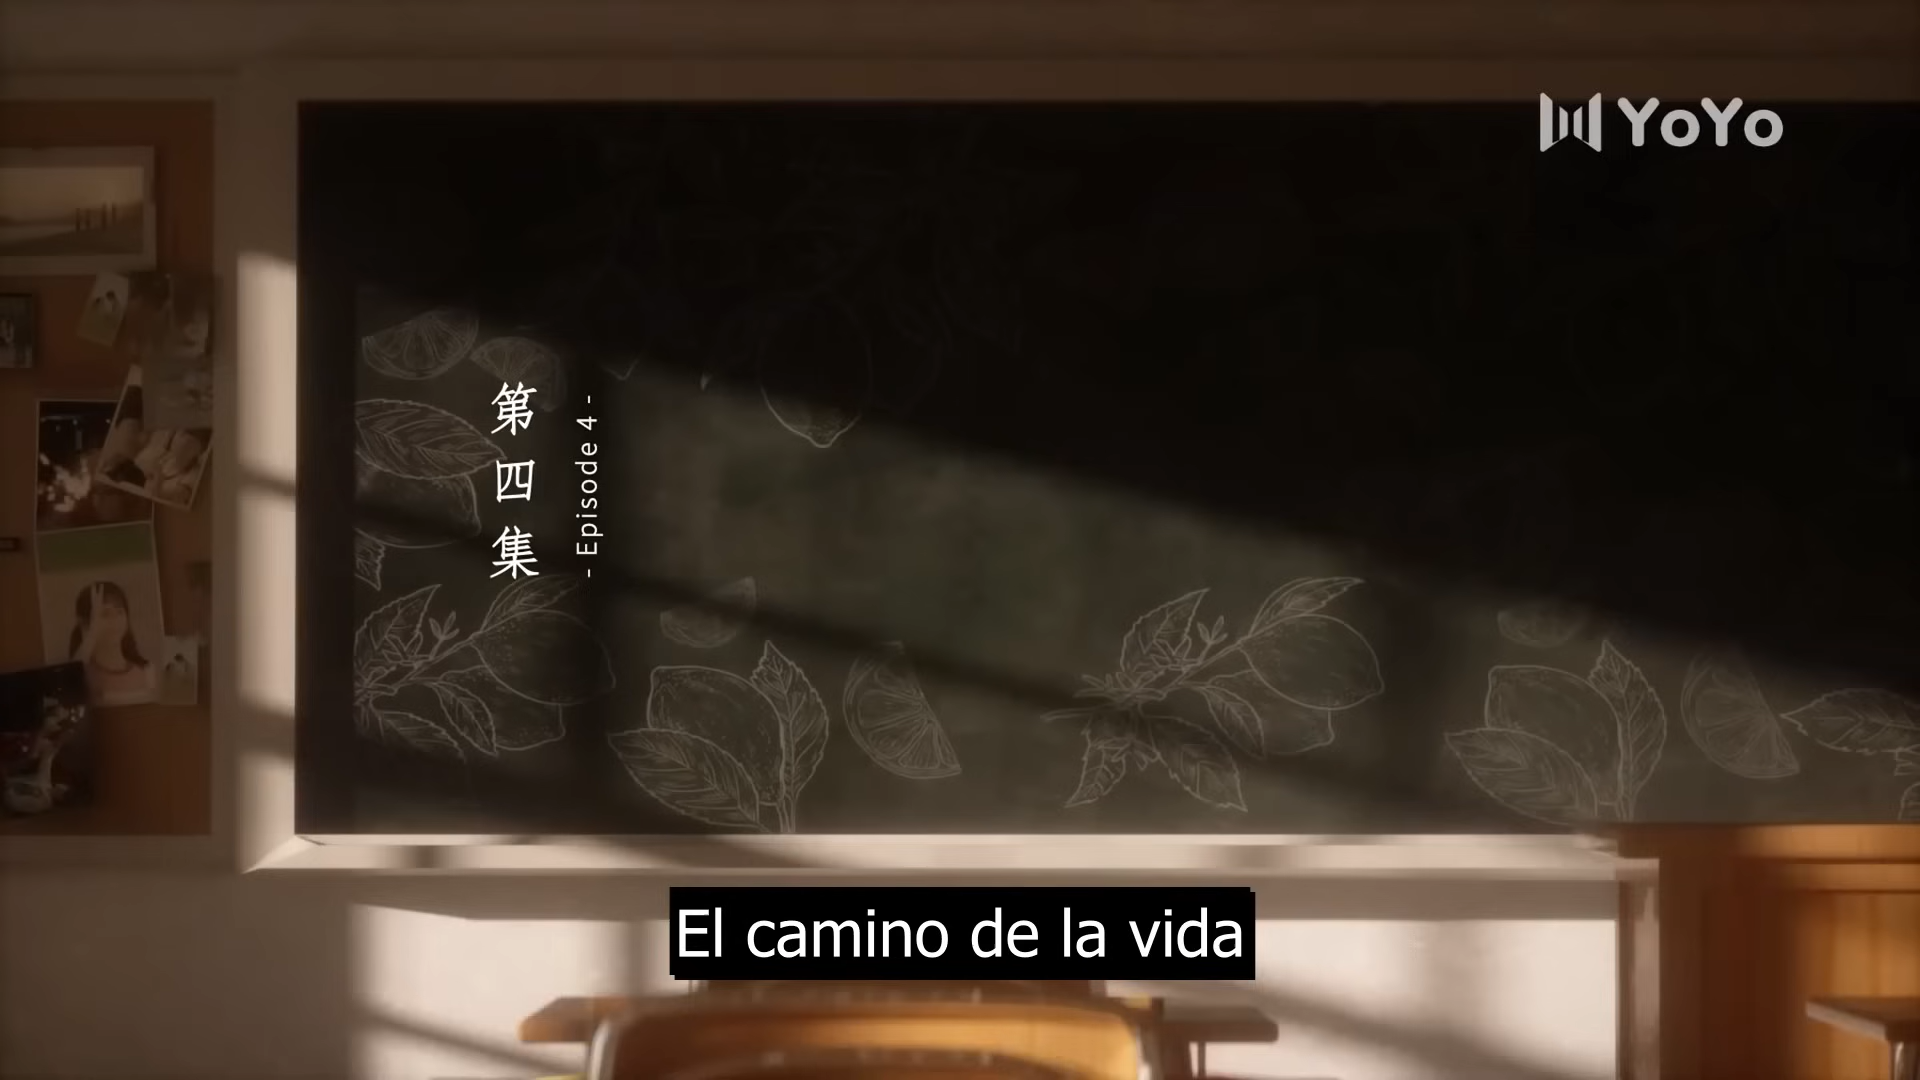 YoYo
第四集
- Episode 4 -
El camino de la vida